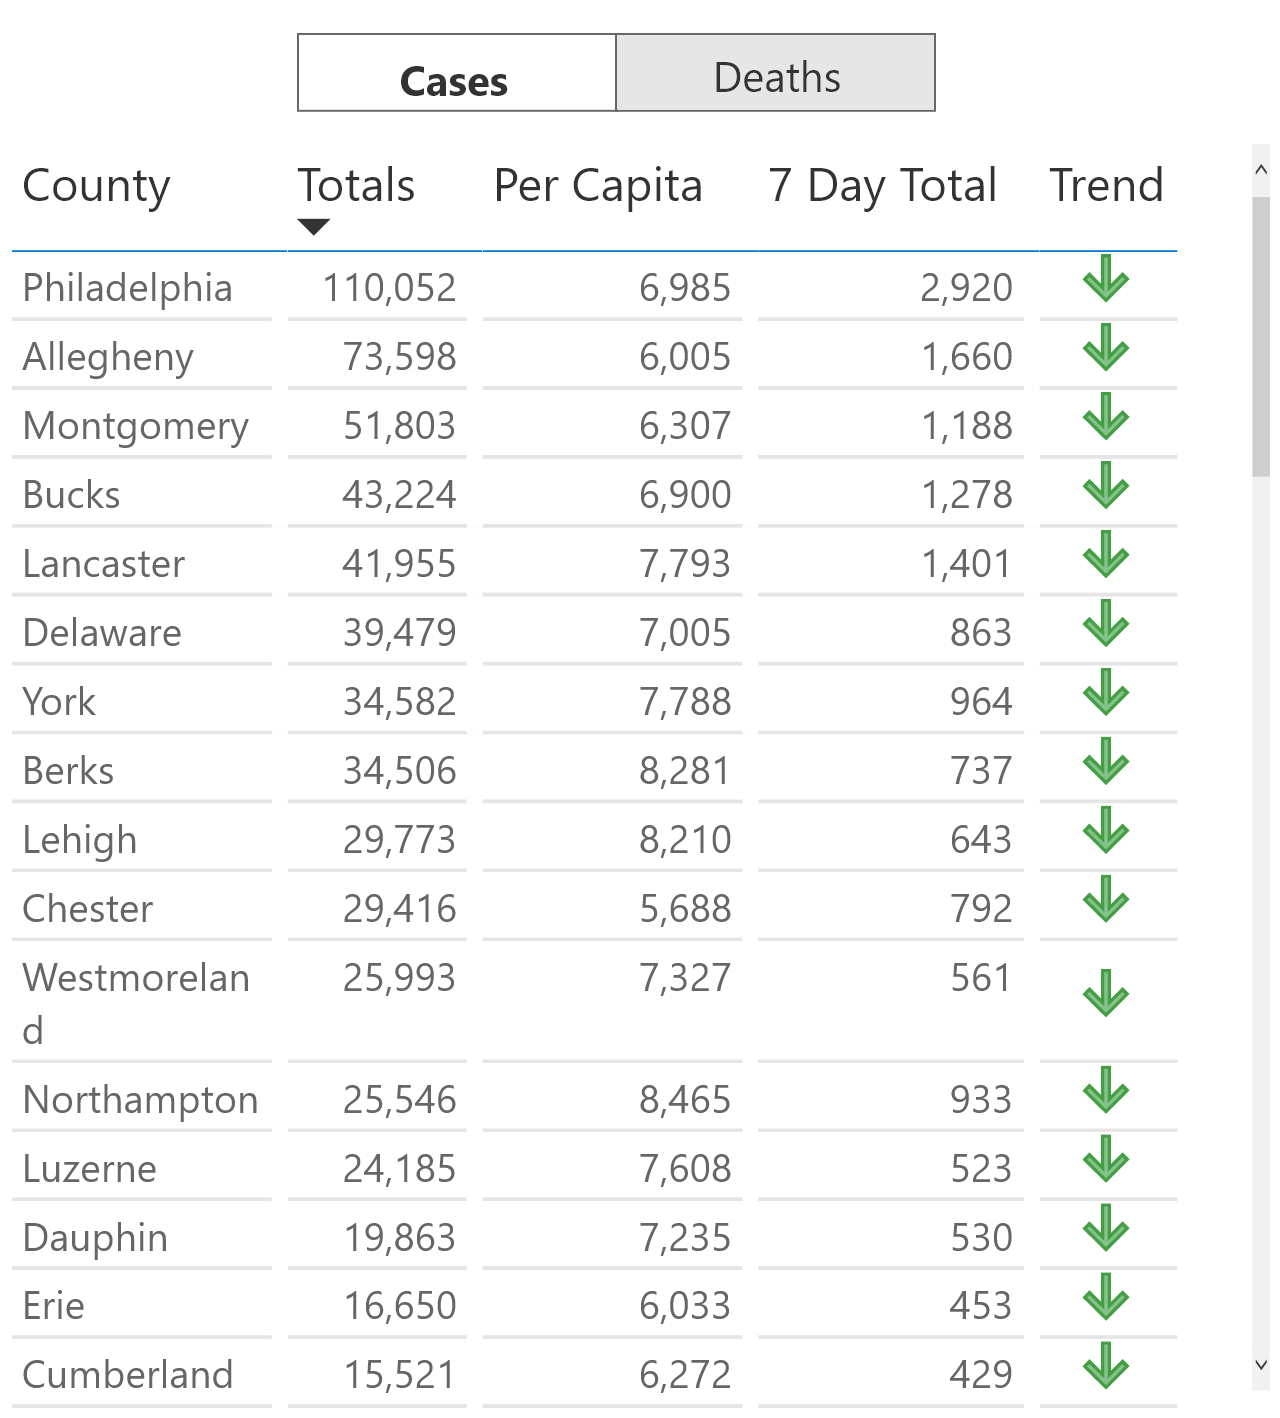 Cases Deaths
County Totals Per Capita 7 Day Total Trend
Philadelphia 110,052 6,985 2,920
Allegheny 73,598 6,005 1,660
Montgomery 51,803 6,307 1,188
Bucks 43,224 6,900 1,278
Lancaster 41,955 7,793 1,401
Delaware 39,479 7,005 863
York 34,582 7,788 964
Berks 34,506 8,281 737
Lehigh 29,773 8,210 643
Chester 29,416 5,688 792
Westmorelan 25,993 7,327 561
d
Northampton 25,546 8,465 933
Luzerne 24,185 7,608 523
Dauphin 19,863 7,235 530
Erie 16,650 6,033 453
Cumberland 15,521 6,272 429